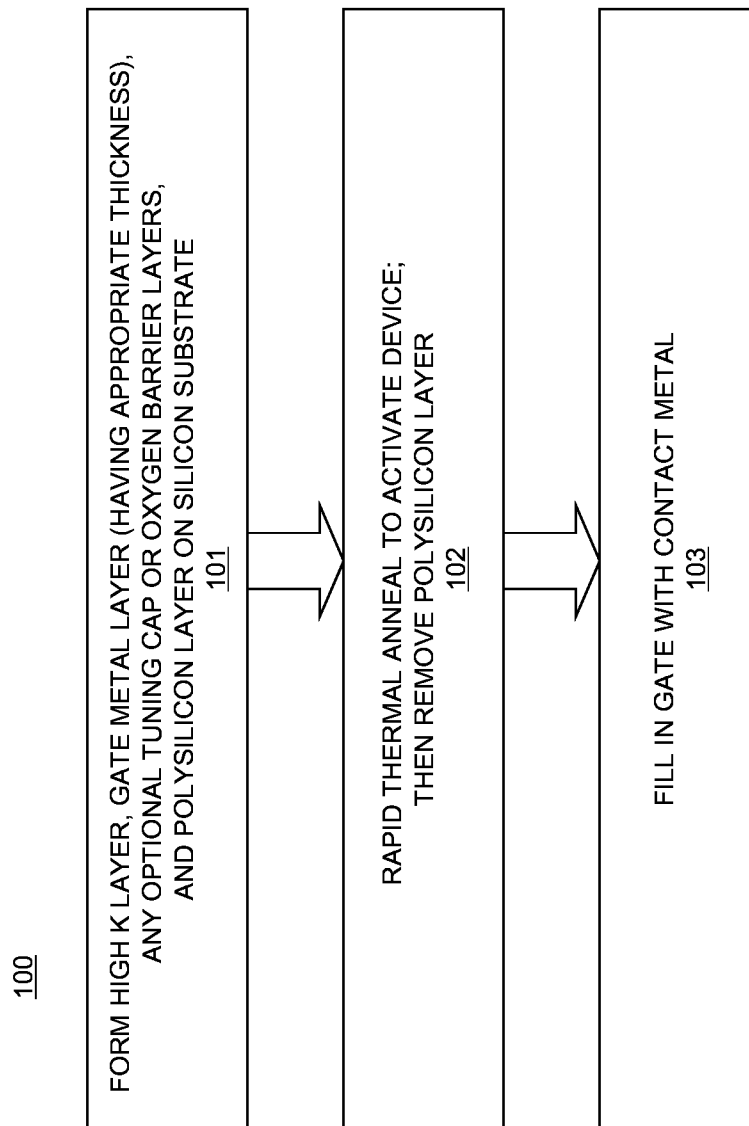 100
FORM HIGH K LAYER, GATE METAL LAYER (HAVING APPROPRIATE THICKNESS),
ANY OPTIONAL TUNING CAP OR OXYGEN BARRIER LAYERS,
AND POLYSILICON LAYER ON SILICON SUBSTRATE
101
RAPID THERMAL ANNEAL TO ACTIVATE DEVICE;
THEN REMOVE POLYSILICON LAYER
102
FILL IN GATE WITH CONTACT METAL
103